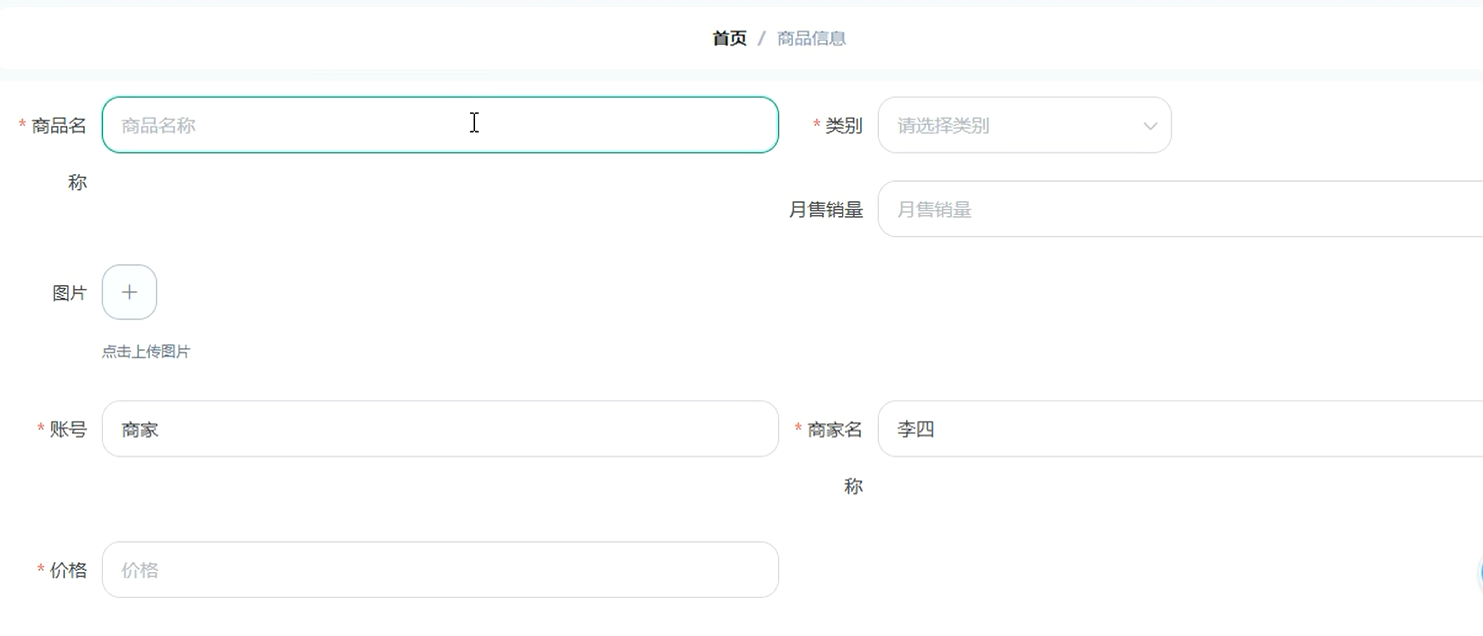 首页 / 商品信息
* 商品名称 商品名称 * 类别 请选择类别
月售销量 月售销量
图片 +
点击上传图片
* 账号 商家 * 商家名称 李四
* 价格 价格